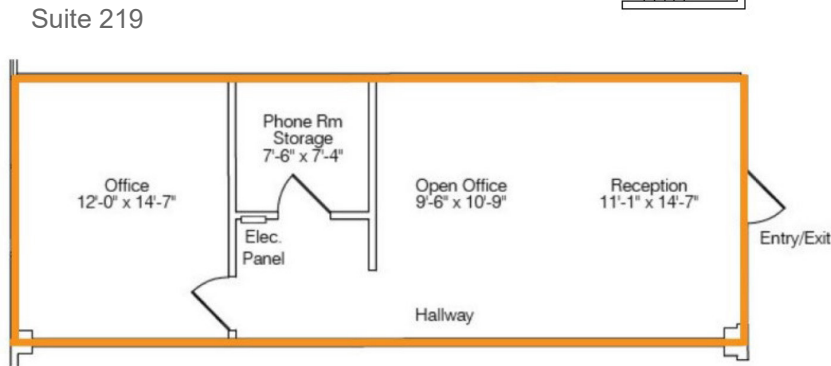 Suite 219
Phone Rm
Storage
7'-6" x 7'-4"
Office
12'-0" x 14'-7"
Open Office
9'-6" x 10'-9"
Reception
11'-1" x 14'-7"
Elec.
Panel
Entry/Exit
Hallway